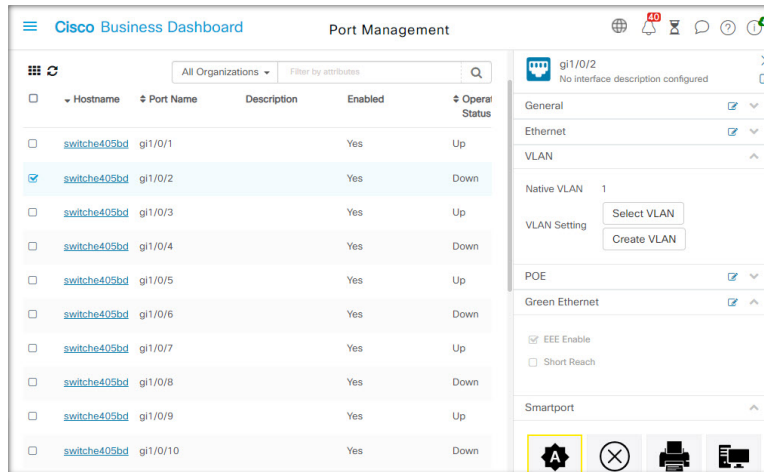 Cisco Business Dashboard
Port Management
40
All Organizations
Filter by attributes
Hostname Port Name Description Enabled Operat
Status
switche405bd gi1/0/1 Yes Up
switche405bd gi1/0/2 Yes Down
switche405bd gi1/0/3 Yes Up
switche405bd gi1/0/4 Yes Down
switche405bd gi1/0/5 Yes Up
switche405bd gi1/0/6 Yes Down
switche405bd gi1/0/7 Yes Up
switche405bd gi1/0/8 Yes Down
switche405bd gi1/0/9 Yes Up
switche405bd gi1/0/10 Yes Down
gi1/0/2
No interface description configured
General
Ethernet
VLAN
Native VLAN 1
VLAN Setting
Select VLAN
Create VLAN
POE
Green Ethernet
EEE Enable
Short Reach
Smartport
A